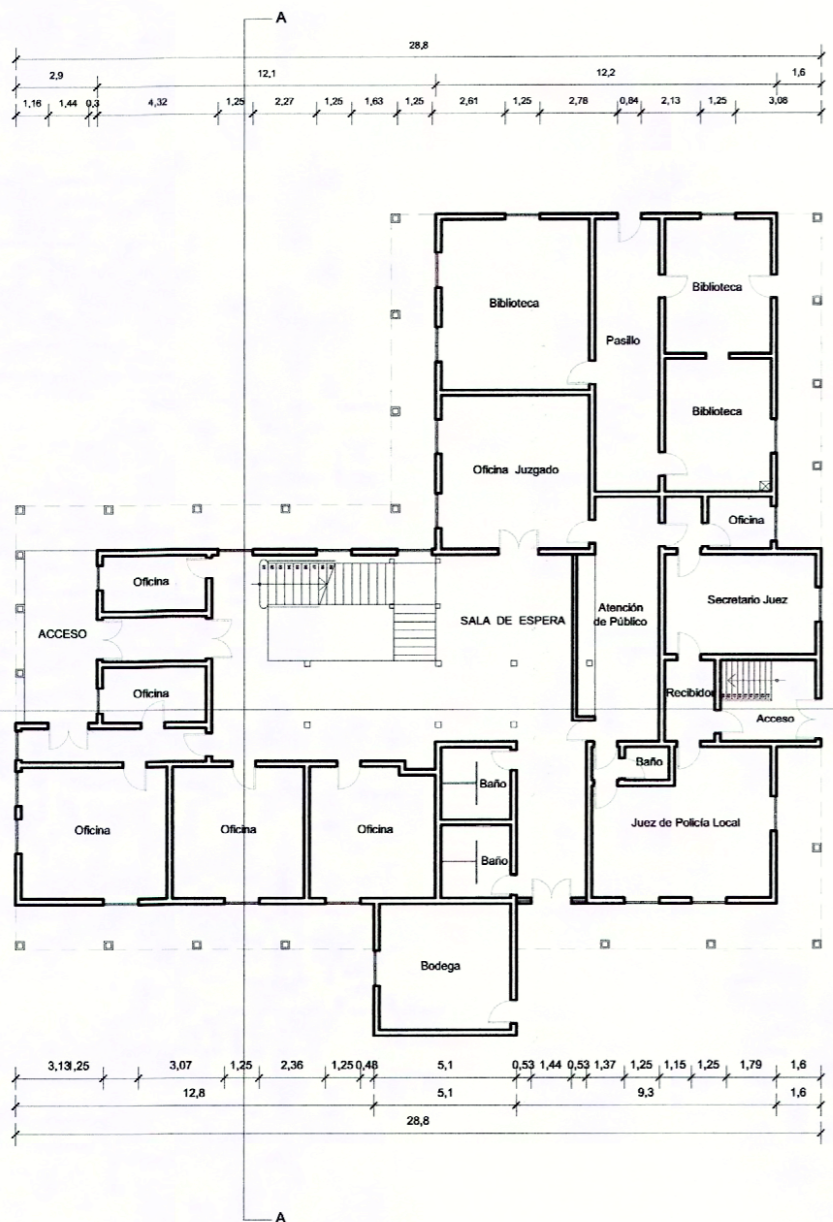 A
28,8
2,9 12,1 12,2 1,6
1,16 1,44 0,3 4,32 1,25 2,27 1,25 1,63 1,25 2,61 1,25 2,78 0,84 2,13 1,25 3,08
Biblioteca
Biblioteca
Pasillo
Biblioteca
Oficina Juzgado
Oficina
Oficina
Secretario Juez
ACCESO
SALA DE ESPERA
Atención
de Público
Oficina
Recibidor
Acceso
Baño
Baño
Oficina
Oficina
Oficina
Juez de Policía Local
Baño
Bodega
3,13 1,25 3,07 1,25 2,36 1,25 0,48 5,1 0,53 1,44 0,53 1,37 1,25 1,15 1,25 1,79 1,6
12,8 5,1 9,3 1,6
28,8
A